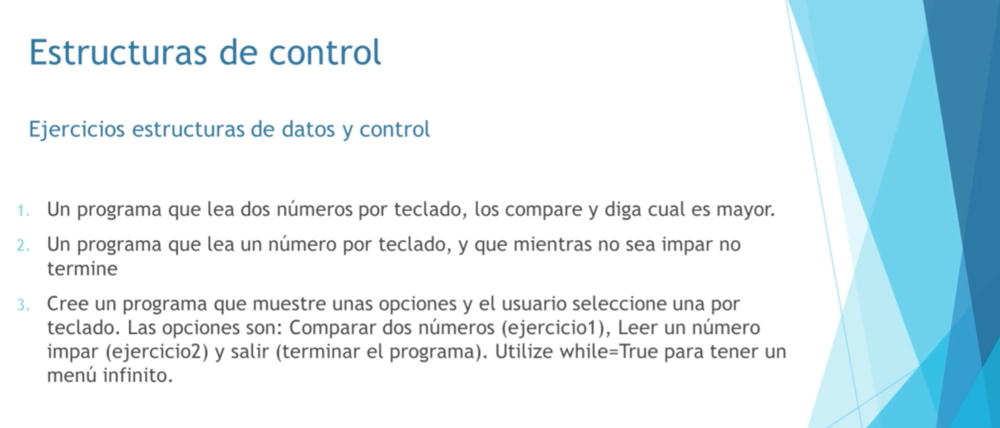 Estructuras de control
Ejercicios estructuras de datos y control
1. Un programa que lea dos números por teclado, los compare y diga cual es mayor.
2. Un programa que lea un número por teclado, y que mientras no sea impar no
termine
3. Cree un programa que muestre unas opciones y el usuario seleccione una por
teclado. Las opciones son: Comparar dos números (ejercicio1), Leer un número
impar (ejercicio2) y salir (terminar el programa). Utilize while=True para tener un
menú infinito.